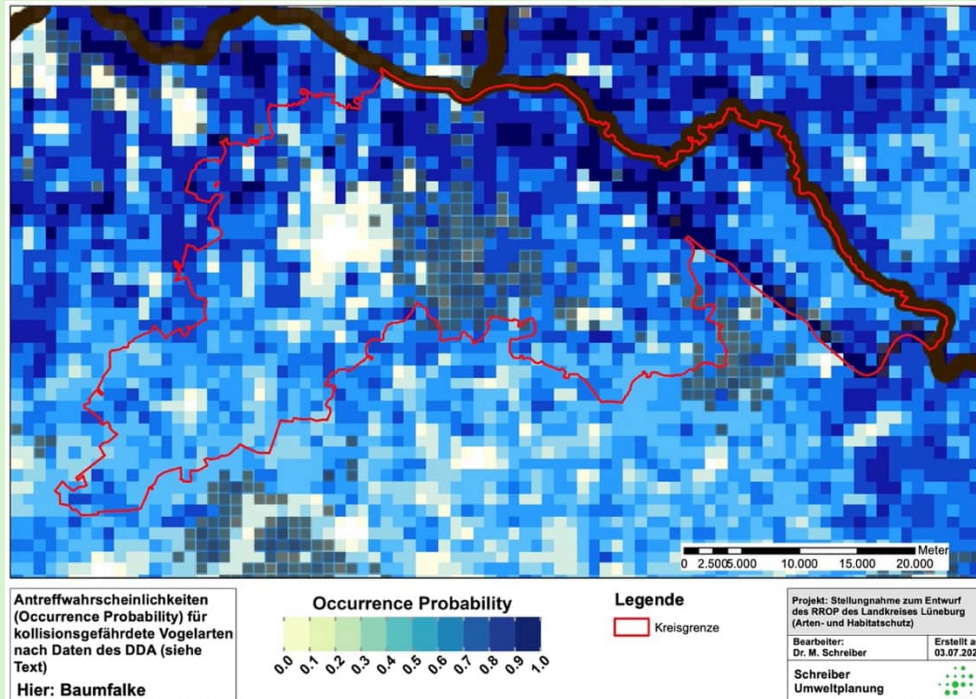 Meter
0 2.5005.000 10.000 15.000 20.000
Antreffwahrscheinlichkeiten
(Occurrence Probability) für
kollisionsgefährdete Vogelarten
nach Daten des DDA (siehe
Text)
Hier: Baumfalke
Occurrence Probability
0.0 0.1 0.2 0.3 0.4 0.5 0.6 0.7 0.8 0.9 1.0
Legende
Kreisgrenze
Projekt: Stellungnahme zum Entwurf
des RROP des Landkreises Lüneburg
(Arten- und Habitatschutz)
Bearbeiter:
Dr. M. Schreiber
Erstellt
03.07.202
Schreiber
Umweltplanung